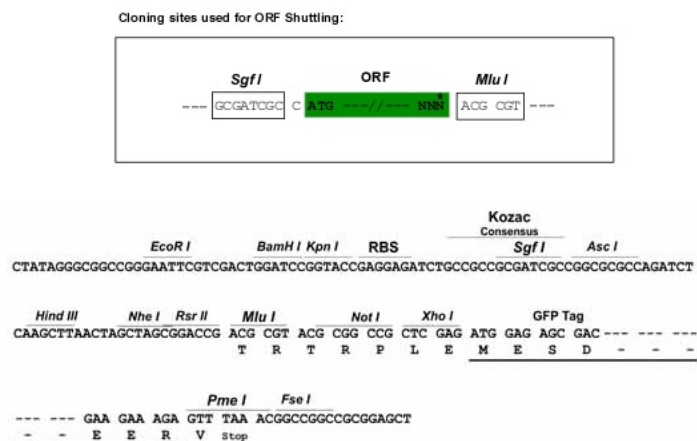 Cloning sites used for ORF Shuttling:
Sgf I ORF Mlu I
--- GCGATCGC C ATG ---//--- NNN* ACG CGT ---
Kozac
Consensus
EcoR I BamH I Kpn I RBS Sgf I Asc I
CTATAGGGCGGCCGGGAATTCGTCGACTGGATCCGGTACCGAGGAGATCTGCCGCCGCGATCGCCGGCGCGCCAGATCT
Hind III Nhe I Rsr II Mlu I Not I Xho I GFP Tag
CAAGCTTAACTAGCTAGCGGACCG ACG CGT ACG CGG CCG CTC GAG ATG GAG AGC GAC --- --- ---
T R T R P L E M E S D - - -
Pme I Fse I
--- --- GAA GAA AGA GTT TAA ACGGCCGGCCGCGGAGCT
- - E E R V Stop